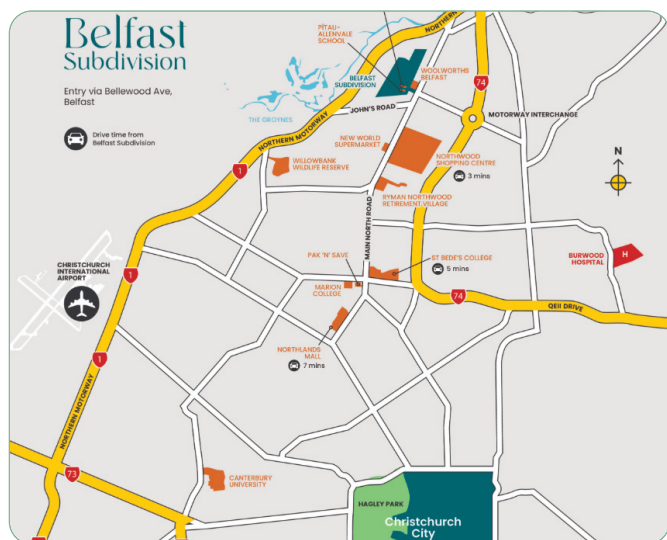 Belfast
Subdivision
Entry via Bellewood Ave,
Belfast
Drive time from
Belfast Subdivision
PĪTAU-
ALLENVALE
SCHOOL
NORTHERN
BELFAST
SUBDIVISION
WOOLWORTHS
BELFAST
74
THE GROYNES
JOHN'S ROAD
MOTORWAY INTERCHANGE
NORTHERN MOTORWAY
NEW WORLD
SUPERMARKET
1
WILLOWBANK
WILDLIFE RESERVE
NORTHWOOD
SHOPPING CENTRE
3 mins
N
RYMAN NORTHWOOD
RETIREMENT VILLAGE
MAIN NORTH ROAD
CHRISTCHURCH
INTERNATIONAL
AIRPORT
1
PAK 'N' SAVE
ST BEDE'S COLLEGE
5 mins
BURWOOD
HOSPITAL
H
MARION
COLLEGE
74
QEII DRIVE
NORTHLANDS
MALL
7 mins
1
NORTHERN MOTORWAY
73
CANTERBURY
UNIVERSITY
HAGLEY PARK
Christchurch
City